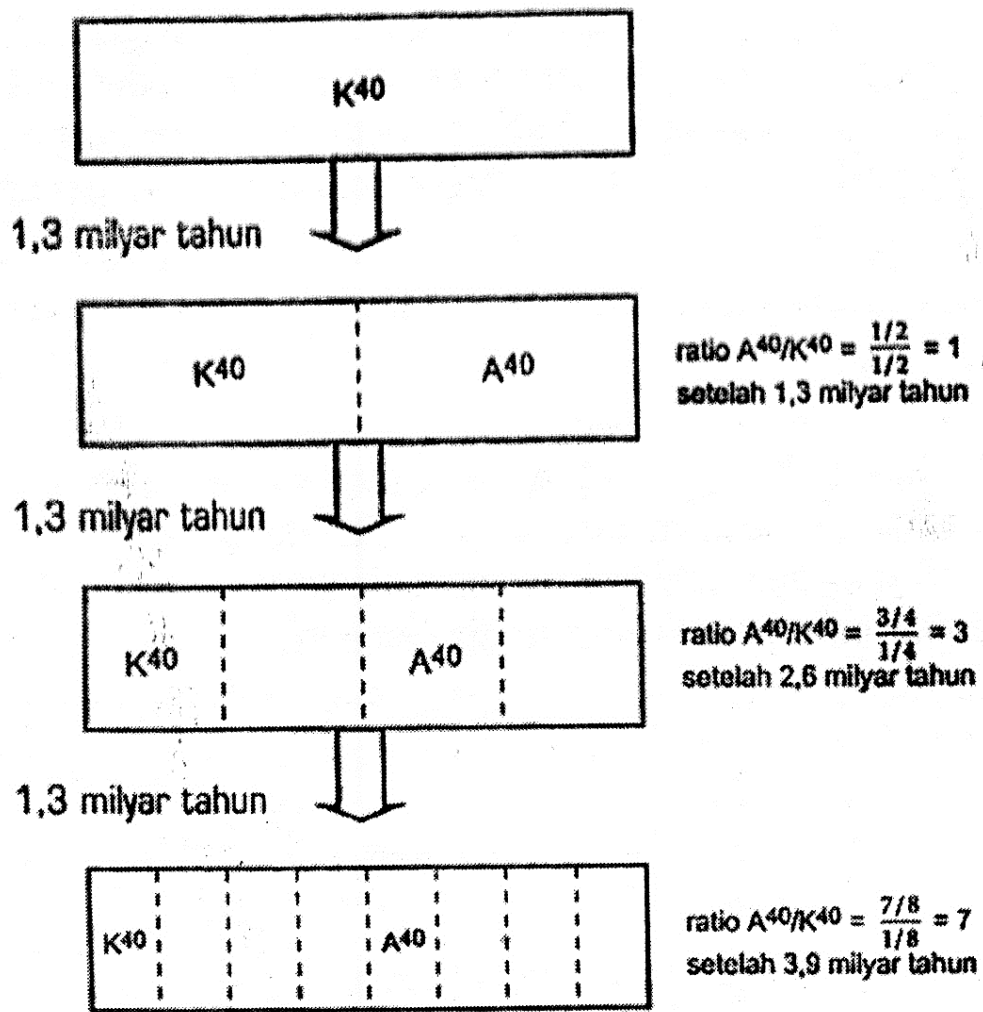 K⁴⁰
1,3 milyar tahun
K⁴⁰ A⁴⁰
ratio A⁴⁰/K⁴⁰ = \frac{1/2}{1/2} = 1
setelah 1,3 milyar tahun
1,3 milyar tahun
K⁴⁰ A⁴⁰
ratio A⁴⁰/K⁴⁰ = \frac{3/4}{1/4} = 3
setelah 2,6 milyar tahun
1,3 milyar tahun
K⁴⁰ A⁴⁰
ratio A⁴⁰/K⁴⁰ = \frac{7/8}{1/8} = 7
setelah 3,9 milyar tahun